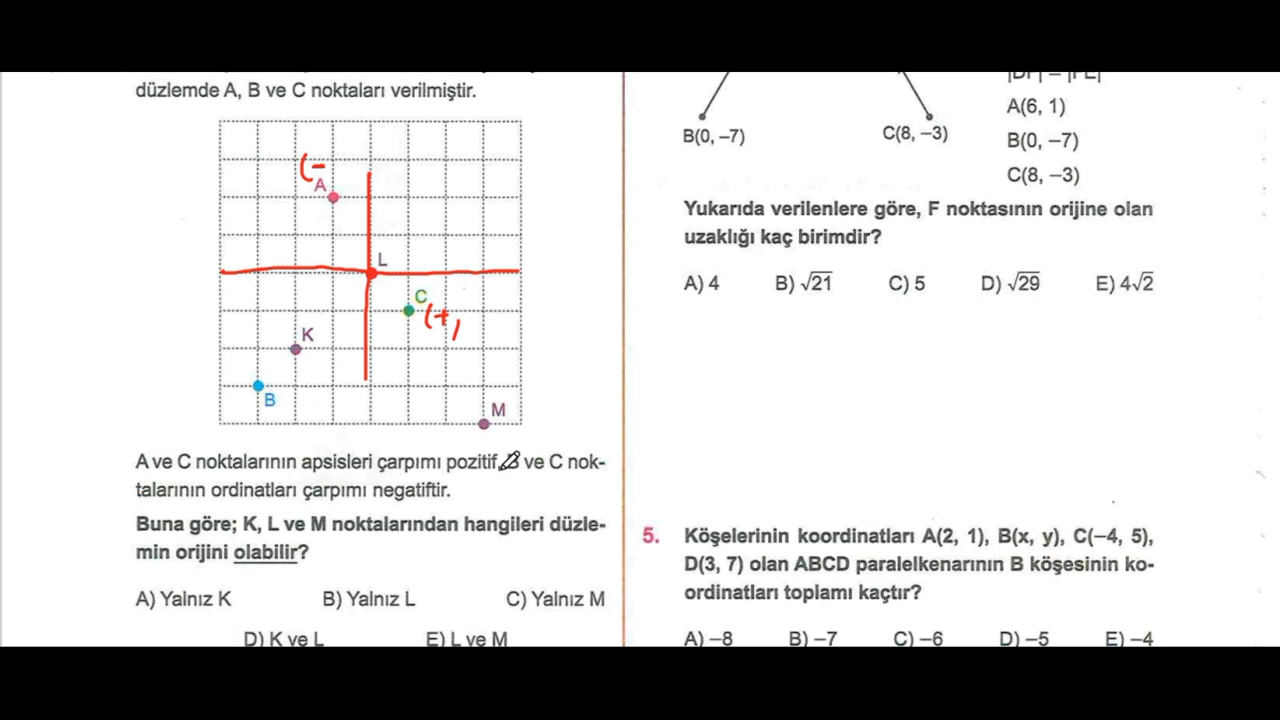 düzlemde A, B ve C noktaları verilmiştir.
(-
A
L
C
(+)
K
B
M
A ve C noktalarının apsisleri çarpımı pozitif, B ve C nok-
talarının ordinatları çarpımı negatiftir.
Buna göre; K, L ve M noktalarından hangileri düzle-
min orijini olabilir?
A) Yalnız K B) Yalnız L C) Yalnız M
D) K ve L E) L ve M
B(0, –7)
C(8, –3)
A(6, 1)
B(0, –7)
C(8, –3)
Yukarıda verilenlere göre, F noktasının orijine olan
uzaklığı kaç birimdir?
A) 4 B) √21 C) 5 D) √29 E) 4√2
5. Köşelerinin koordinatları A(2, 1), B(x, y), C(–4, 5),
D(3, 7) olan ABCD paralelkenarının B köşesinin ko-
ordinatları toplamı kaçtır?
A) –8 B) –7 C) –6 D) –5 E) –4